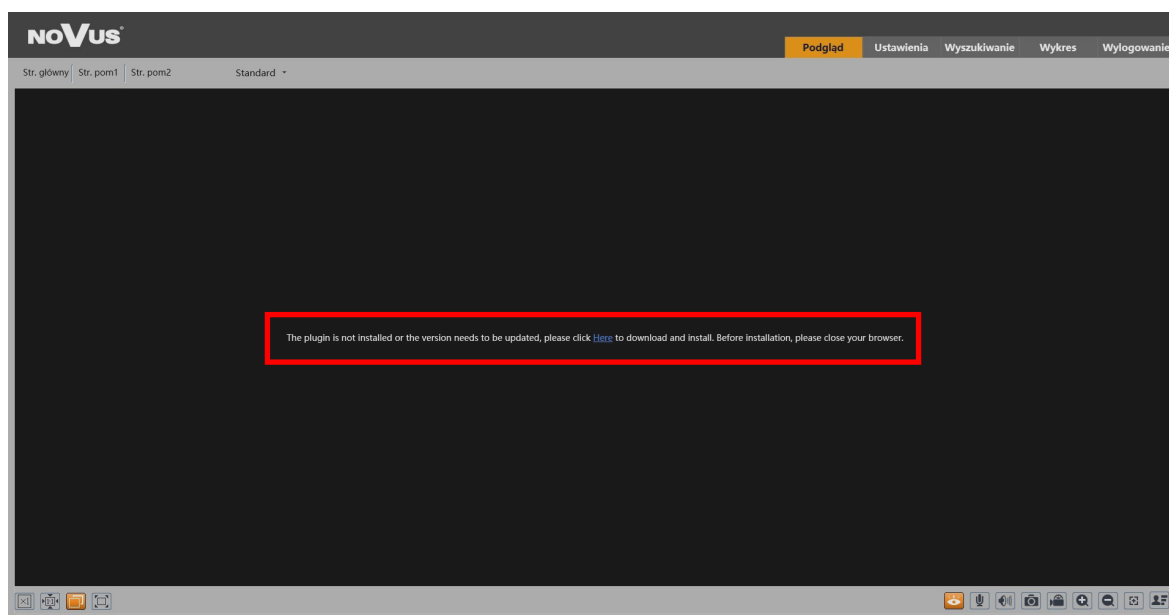 NOVUS
Podgląd Ustawienia Wyszukiwanie Wykres Wylogowanie
Str. główny Str. pom1 Str. pom2 Standard
The plugin is not installed or the version needs to be updated, please click Here to download and install. Before installation, please close your browser.